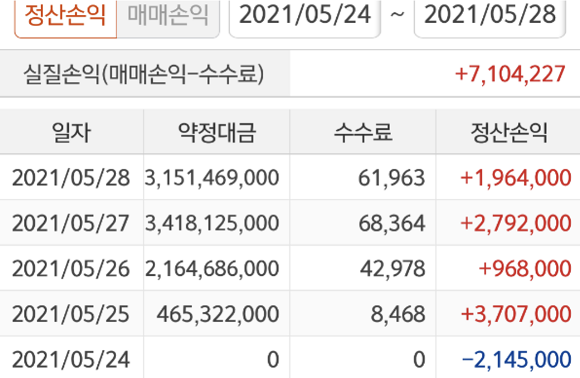 정산손익 매매손익 2021/05/24 ~ 2021/05/28
실질손익(매매손익-수수료) +7,104,227
일자 약정대금 수수료 정산손익
2021/05/28 3,151,469,000 61,963 +1,964,000
2021/05/27 3,418,125,000 68,364 +2,792,000
2021/05/26 2,164,686,000 42,978 +968,000
2021/05/25 465,322,000 8,468 +3,707,000
2021/05/24 0 0 -2,145,000